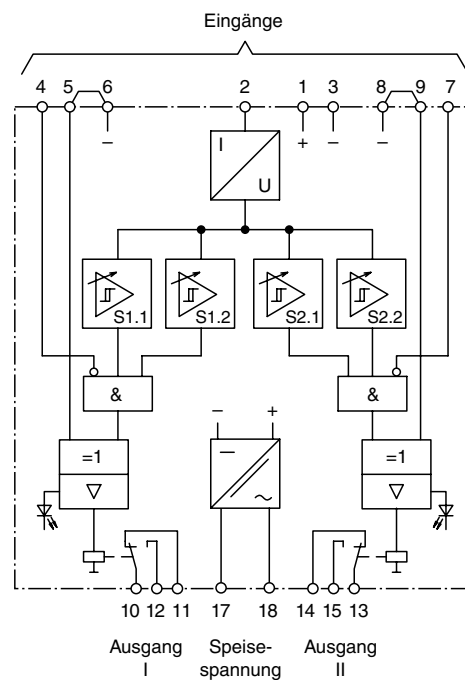 Eingänge
4 5 6 2 1 3 8 9 7
– + – –
I
U
S1.1 S1.2 S2.1 S2.2
& &
– +
=1 – =1
▽ ~ ▽
10 12 11 17 18 14 15 13
Ausgang Speise- Ausgang
I spannung II